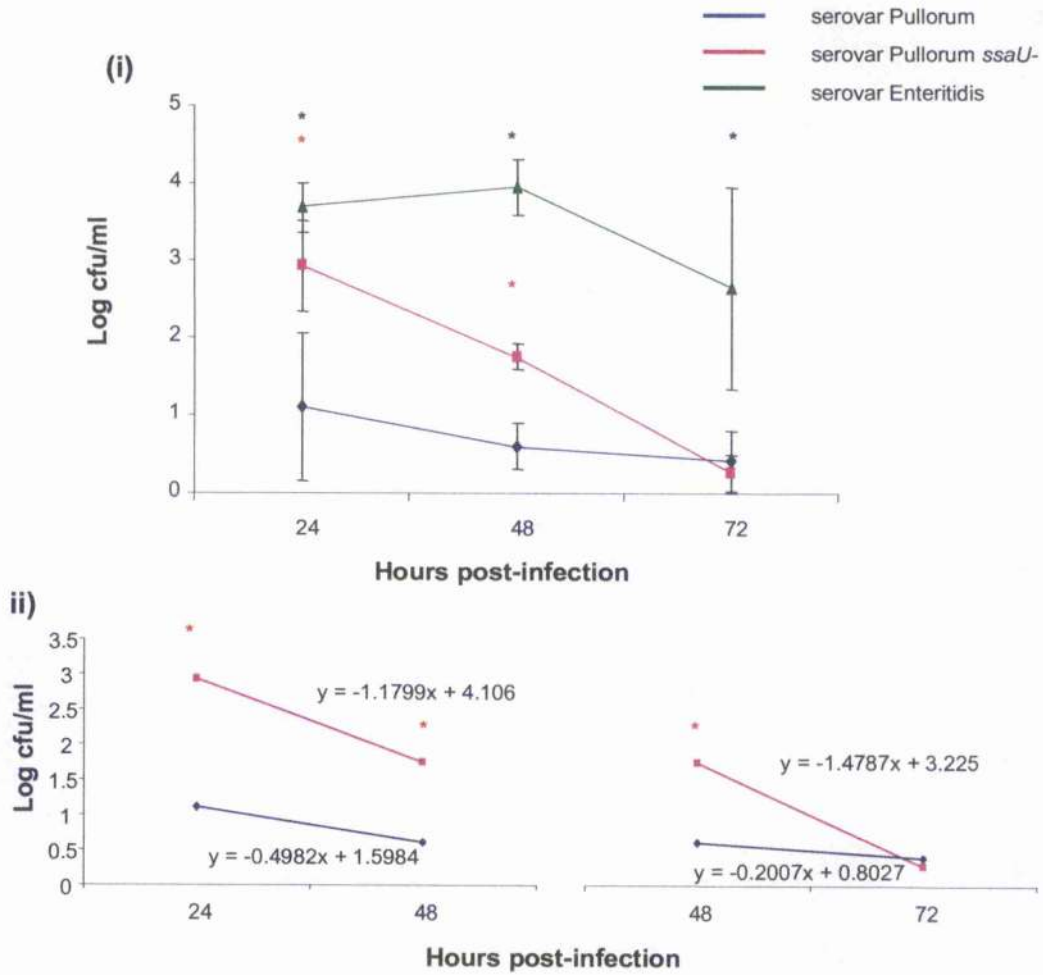 serovar Pullorum
serovar Pullorum ssaU-
serovar Enteritidis
(i)
5
4
3
2
1
0
Log cfu/ml
*
*
*
*
*
24 48 72
Hours post-infection
ii)
3.5
3
2.5
2
1.5
1
0.5
0
Log cfu/ml
*
*
*
y = -1.1799x + 4.106
y = -0.4982x + 1.5984
y = -1.4787x + 3.225
y = -0.2007x + 0.8027
24 48 48 72
Hours post-infection